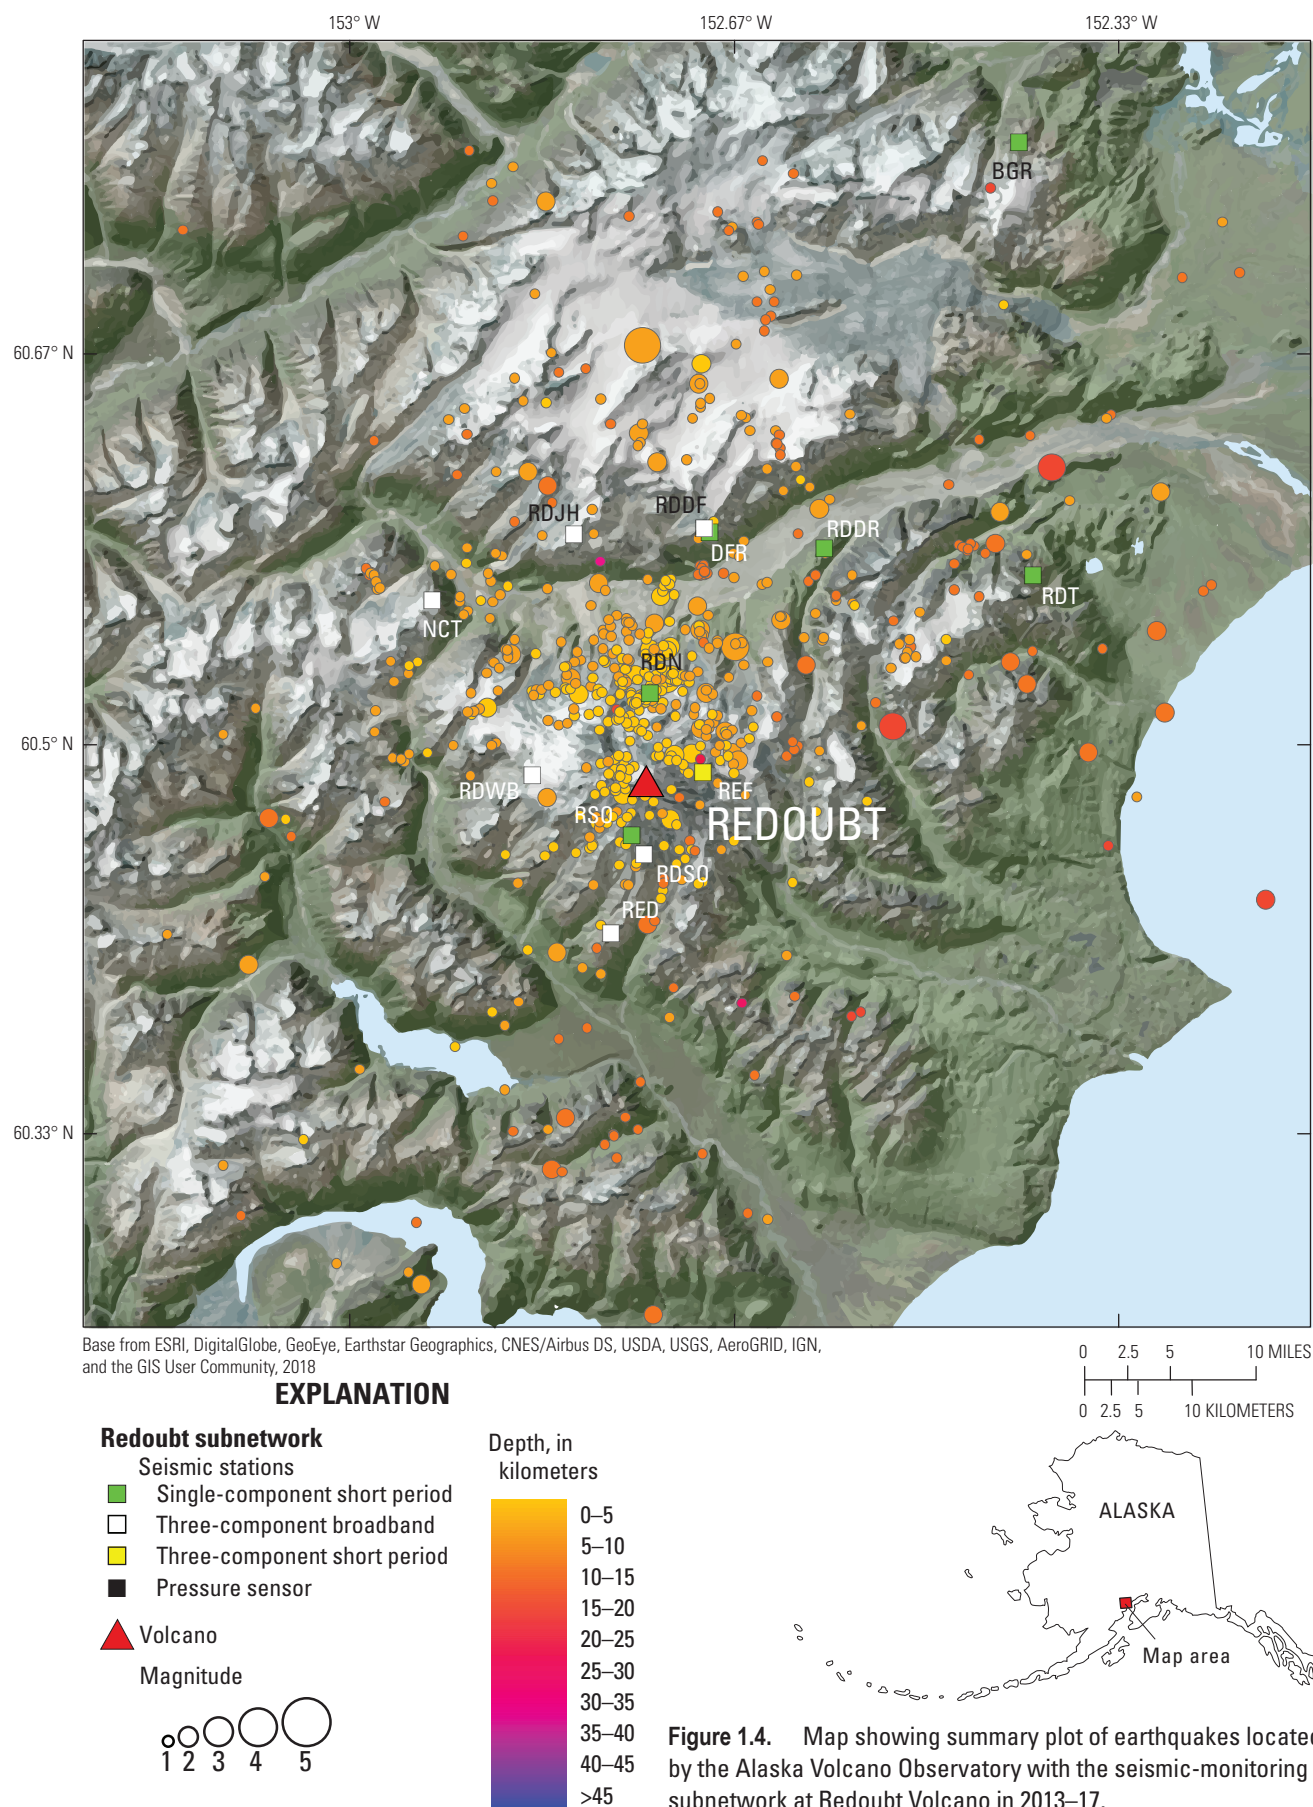 153° W
152.67° W
152.33° W
BGR
60.67° N
RDJH
RDDF
DFR
RDDR
RDT
NCT
RDN
60.5° N
RDWB
REF
RSO
REDOUBT
RDSO
RED
60.33° N
Base from ESRI, DigitalGlobe, GeoEye, Earthstar Geographics, CNES/Airbus DS, USDA, USGS, AeroGRID, IGN,
and the GIS User Community, 2018
0 2.5 5 10 MILES
0 2.5 5 10 KILOMETERS
EXPLANATION
Redoubt subnetwork
Seismic stations
Single-component short period
Three-component broadband
Three-component short period
Pressure sensor
Volcano
Magnitude
1 2 3 4 5
Depth, in
kilometers
0–5
5–10
10–15
15–20
20–25
25–30
30–35
35–40
40–45
>45
ALASKA
Map area
Figure 1.4. Map showing summary plot of earthquakes located
by the Alaska Volcano Observatory with the seismic-monitoring
subnetwork at Redoubt Volcano in 2013–17.